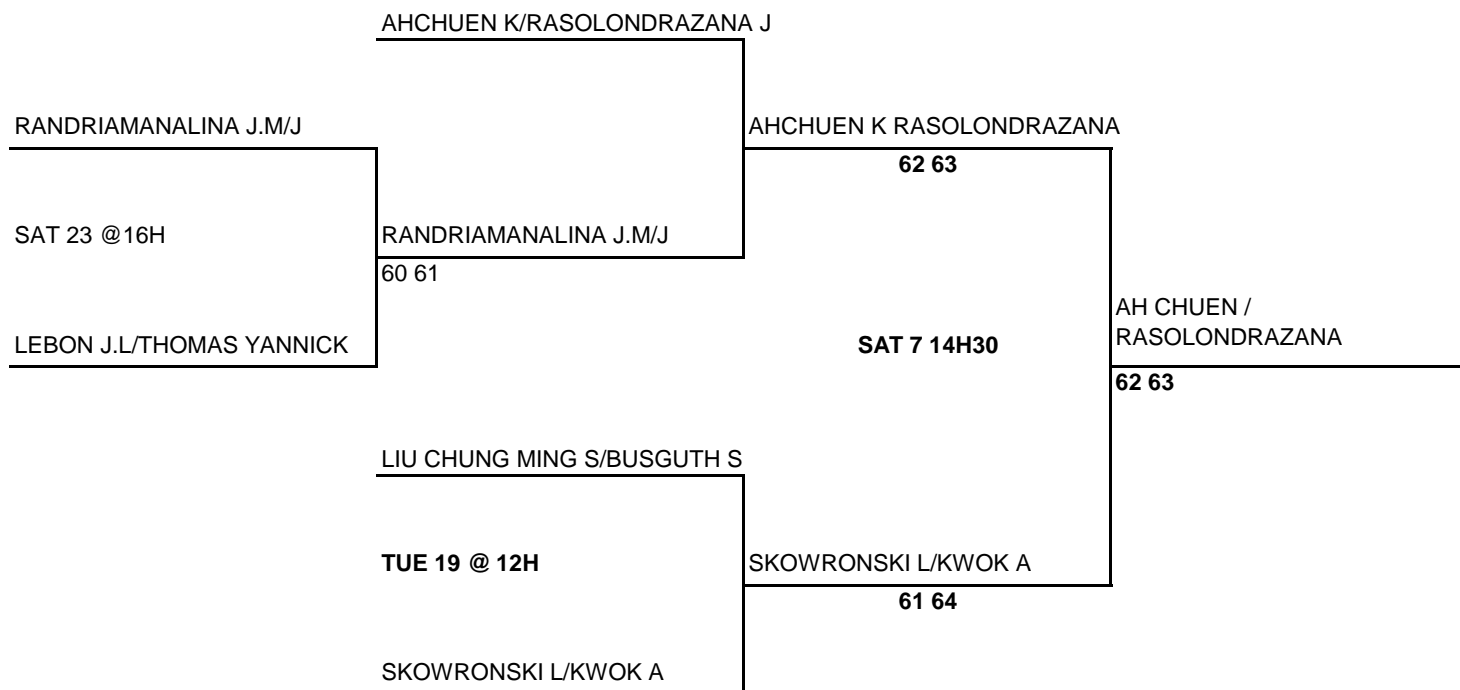 AHCHUEN K/RASOLONDRAZANA J
RANDRIAMANALINA J.M/J
AHCHUEN K RASOLONDRAZANA
62 63
SAT 23 @16H
RANDRIAMANALINA J.M/J
60 61
AH CHUEN /
RASOLONDRAZANA
LEBON J.L/THOMAS YANNICK
SAT 7 14H30
62 63
LIU CHUNG MING S/BUSGUTH S
TUE 19 @ 12H
SKOWRONSKI L/KWOK A
61 64
SKOWRONSKI L/KWOK A